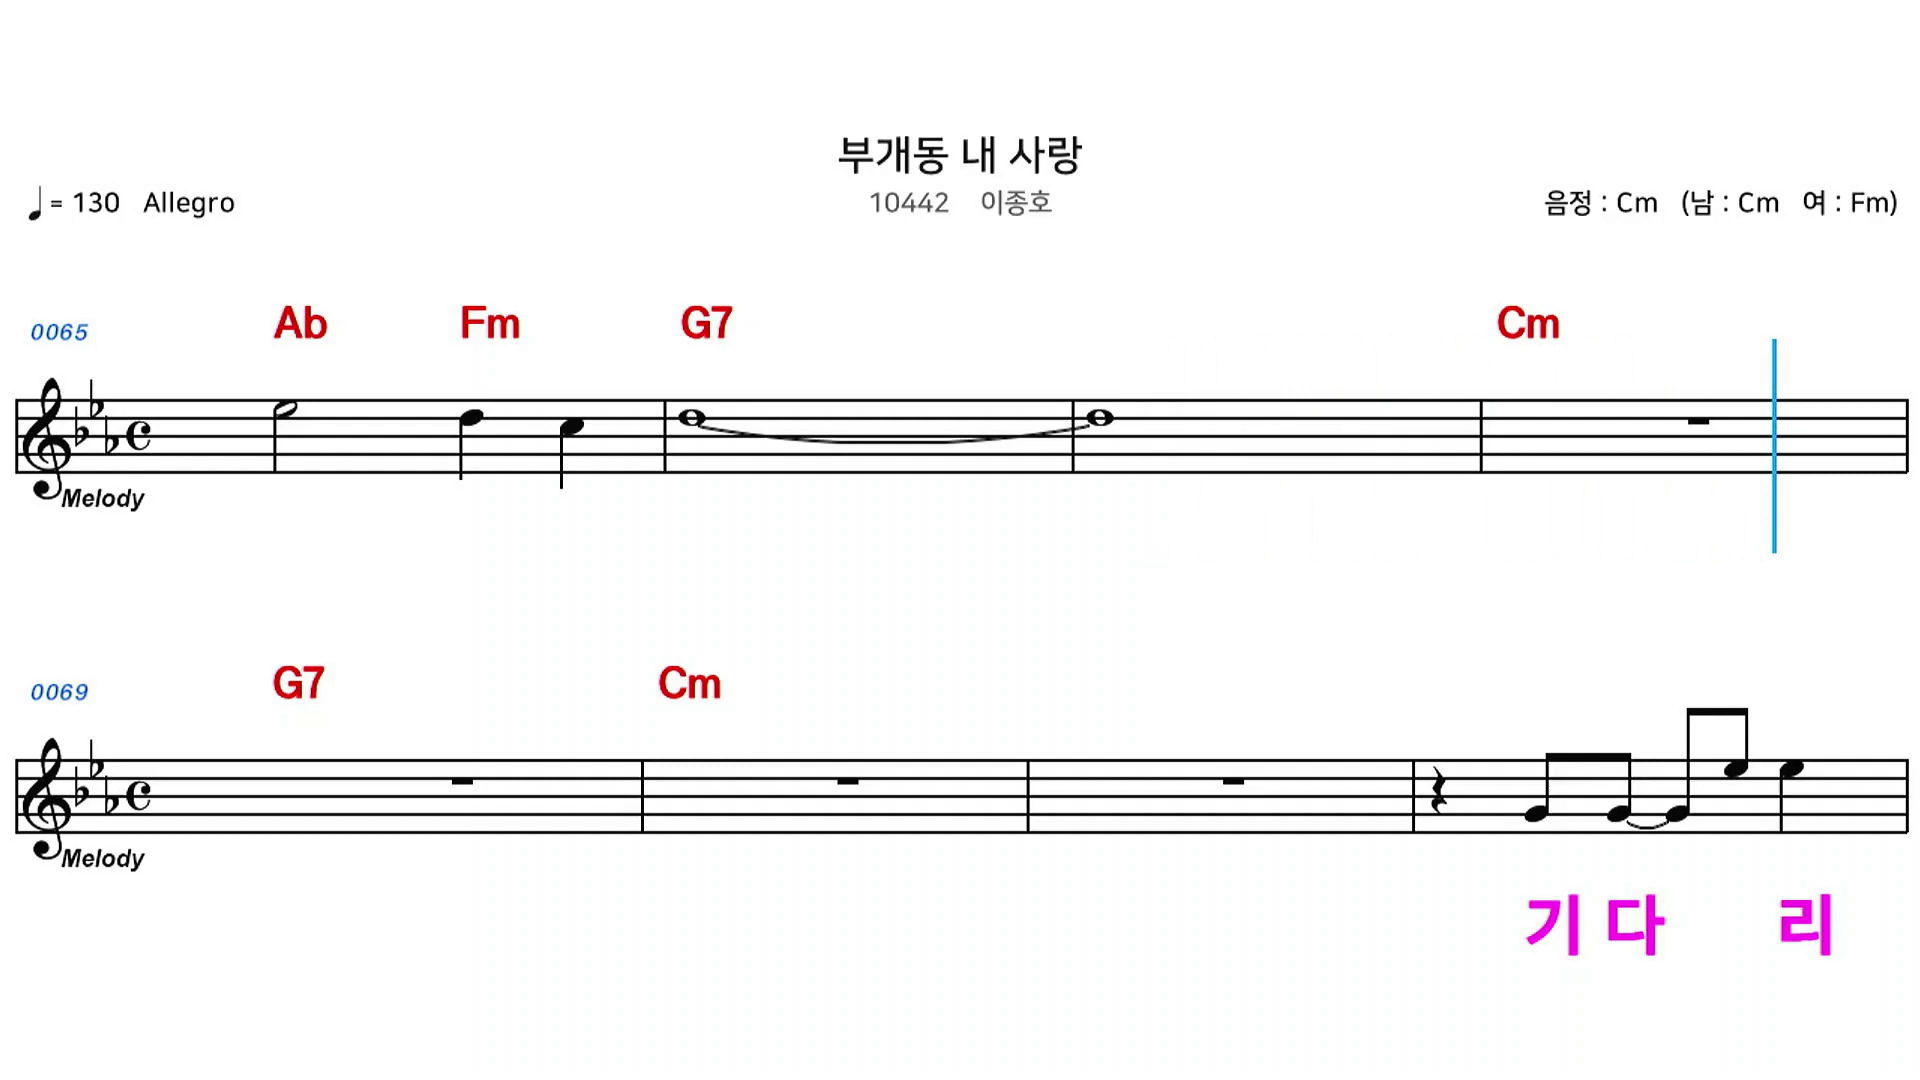 부개동 내 사랑
♩= 130 Allegro 10442 이종호 음정 : Cm (남 : Cm 여 : Fm)
0065 Ab Fm G7 Cm
Melody
0069 G7 Cm
Melody
기 다 리